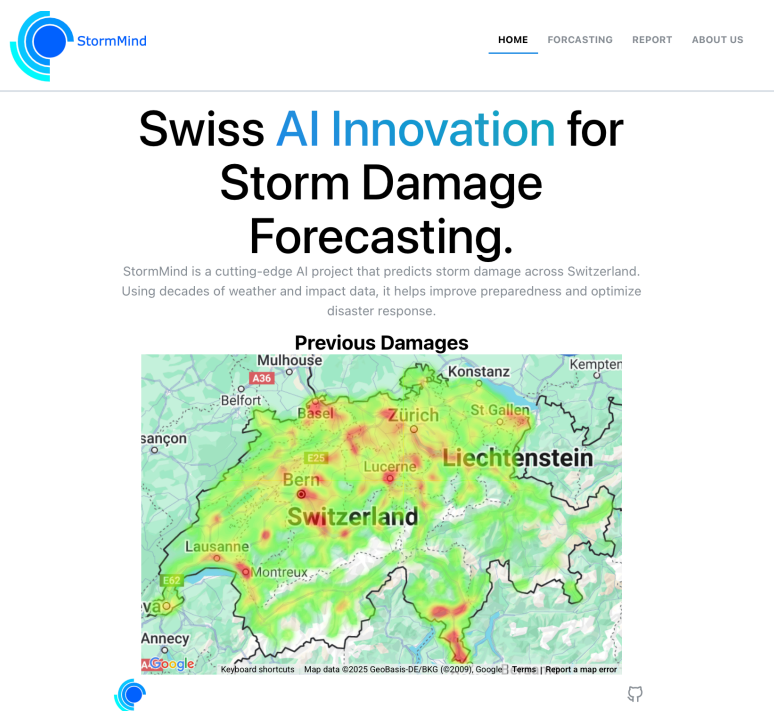 StormMind
HOME FORCASTING REPORT ABOUT US
Swiss AI Innovation for
Storm Damage
Forecasting.
StormMind is a cutting-edge AI project that predicts storm damage across Switzerland.
Using decades of weather and impact data, it helps improve preparedness and optimize
disaster response.
Previous Damages
Mulhouse
Kempten
A36
Konstanz
Belfort
Basel
Zürich
St Gallen
sançon
E25
Liechtenstein
Lucerne
Bern
Switzerland
Lausanne
Montreux
E62
va
Annecy
Google
Keyboard shortcuts Map data ©2025 GeoBasis-DE/BKG (©2009), Google Terms Report a map error